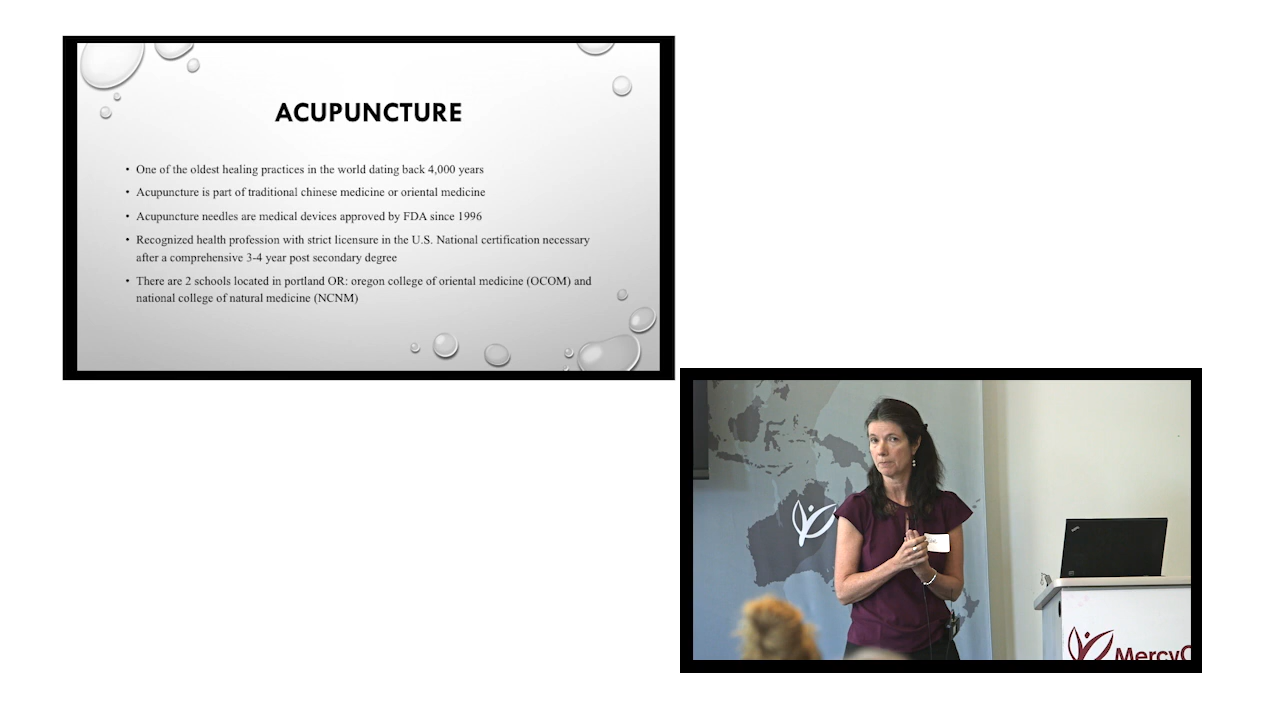 ACUPUNCTURE
• One of the oldest healing practices in the world dating back 4,000 years
• Acupuncture is part of traditional chinese medicine or oriental medicine
• Acupuncture needles are medical devices approved by FDA since 1996
• Recognized health profession with strict licensure in the U.S. National certification necessary
after a comprehensive 3-4 year post secondary degree
• There are 2 schools located in portland OR: oregon college of oriental medicine (OCOM) and
national college of natural medicine (NCNM)
MercyC